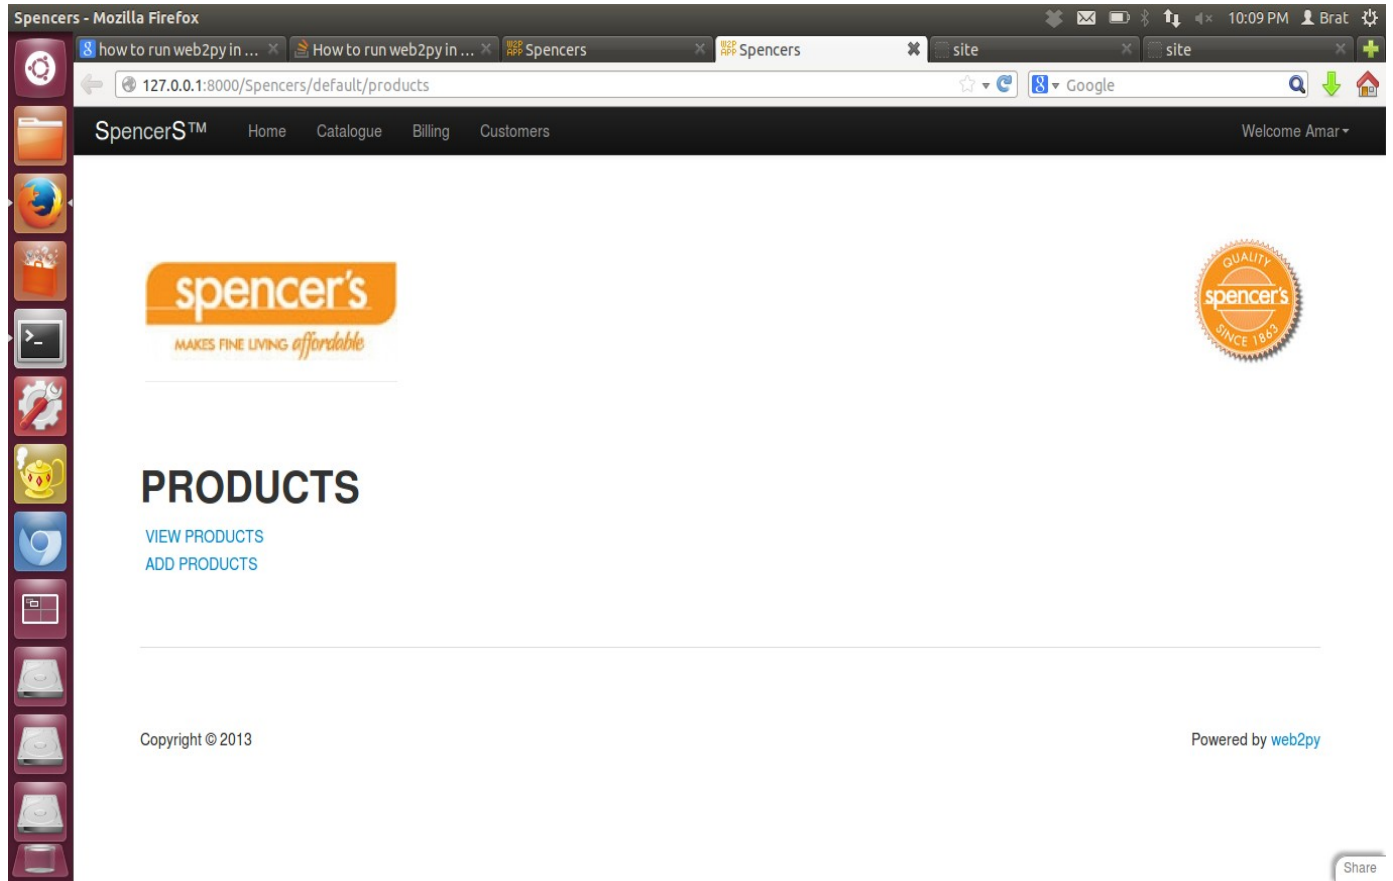 Spencers - Mozilla Firefox
10:09 PM Brat
how to run web2py in ... How to run web2py in ... Spencers Spencers site site
127.0.0.1:8000/Spencers/default/products
Google
SpencerS™ Home Catalogue Billing Customers Welcome Amar
spencer's
MAKES FINE LIVING affordable
QUALITY
spencer's
SINCE 1863
PRODUCTS
VIEW PRODUCTS
ADD PRODUCTS
Copyright © 2013
Powered by web2py
Share